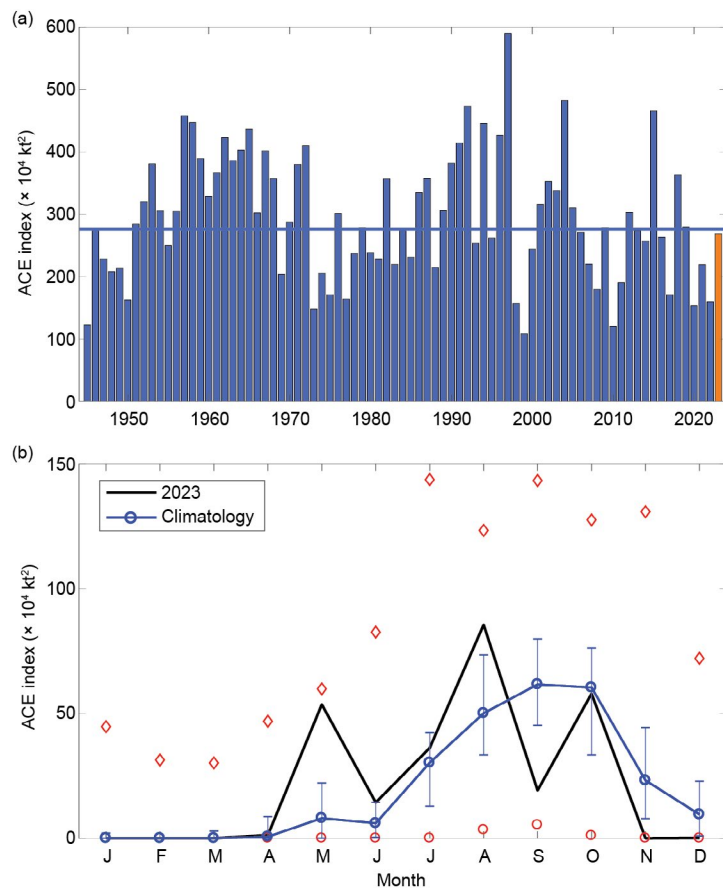 (a)
600
500
400
300
200
100
0
ACE index (× 10⁴ kt²)
1950 1960 1970 1980 1990 2000 2010 2020
(b)
150
100
50
0
ACE index (× 10⁴ kt²)
2023
Climatology
J F M A M J J A S O N D
Month